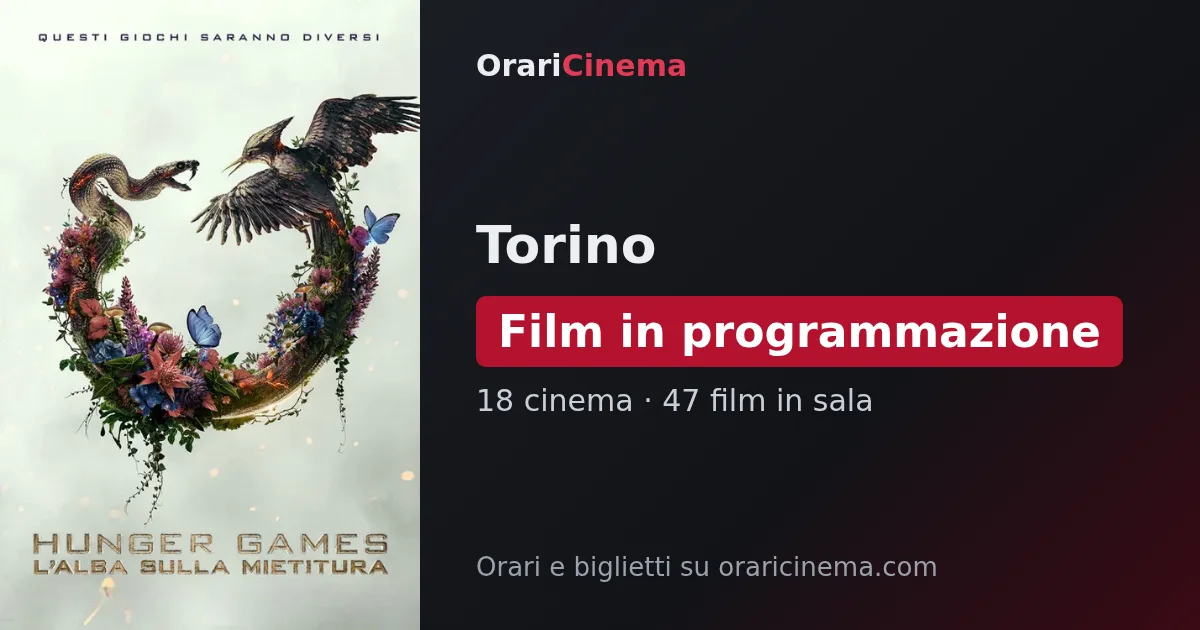 QUESTI GIOCHI SARANNO DIVERSI
HUNGER GAMES
L'ALBA SULLA MIETITURA
OrariCinema
Torino
Film in programmazione
18 cinema · 47 film in sala
Orari e biglietti su oraricinema.com